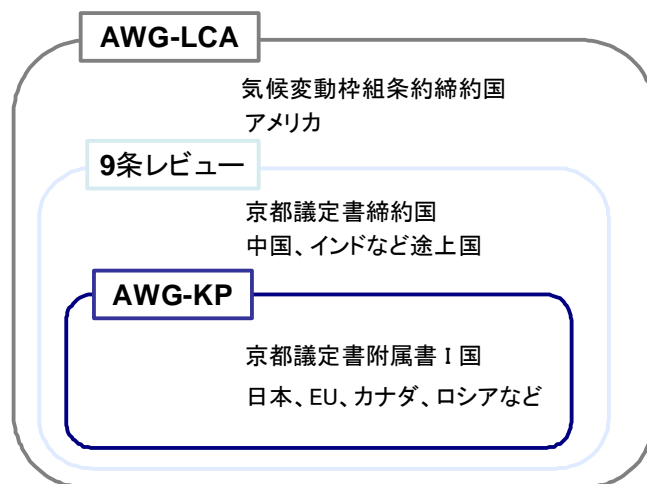 AWG-LCA
気候変動枠組条約締約国
アメリカ
9条レビュー
京都議定書締約国
中国、インドなど途上国
AWG-KP
京都議定書附属書Ⅰ国
日本、EU、カナダ、ロシアなど